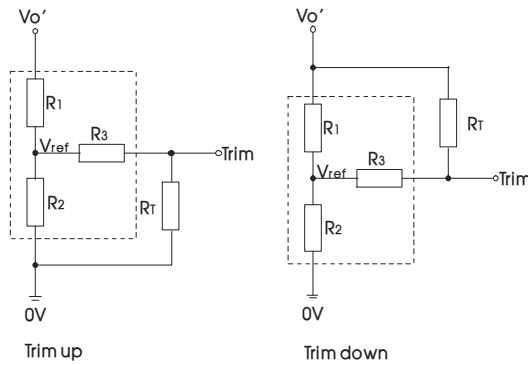 Vo' Vo'
R1 R1
RT
R3 R3
Vref Trim Vref
Trim
R2 RT R2
0V 0V
Trim up Trim down